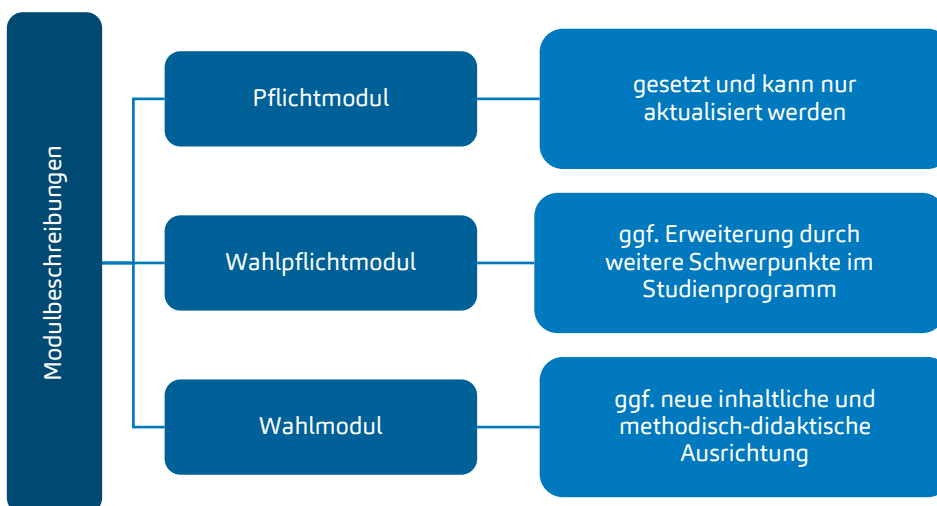 Modulbeschreibungen
Pflichtmodul
gesetzt und kann nur
aktualisiert werden
Wahlpflichtmodul
ggf. Erweiterung durch
weitere Schwerpunkte im
Studienprogramm
Wahlmodul
ggf. neue inhaltliche und
methodisch-didaktische
Ausrichtung